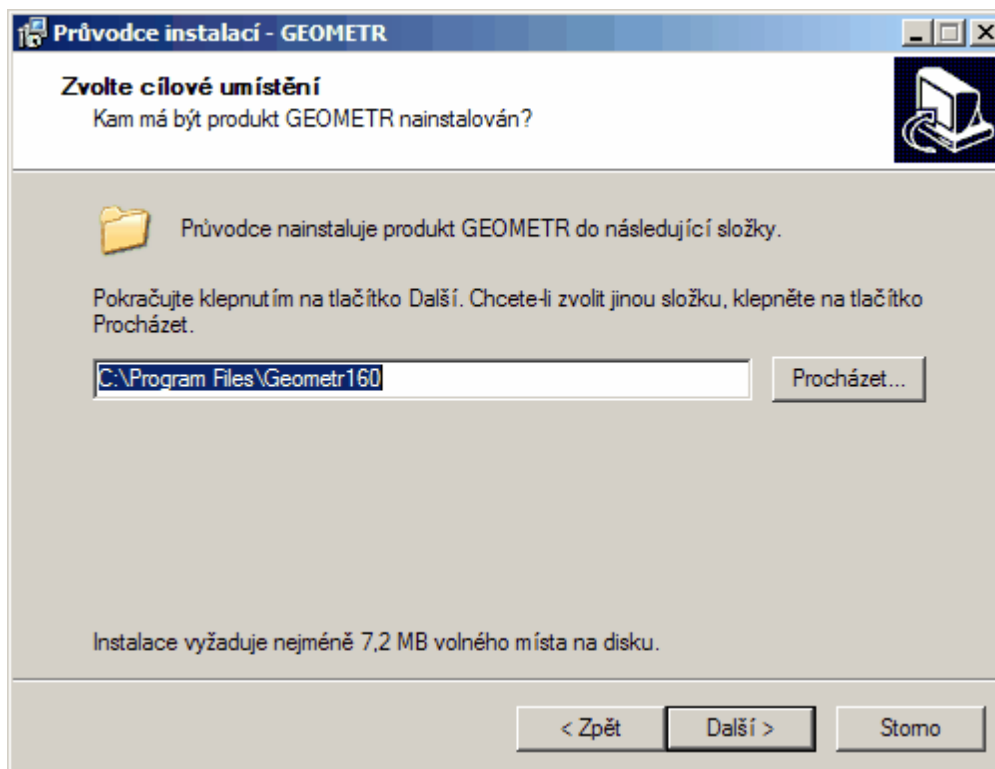 Průvodce instalací - GEOMETR
Zvolte cílové umístění
Kam má být produkt GEOMETR nainstalován?
Průvodce nainstaluje produkt GEOMETR do následující složky.
Pokračujte klepnutím na tlačítko Další. Chcete-li zvolit jinou složku, klepněte na tlačítko
Procházet.
C:\Program Files\Geometr160
Procházet...
Instalace vyžaduje nejméně 7,2 MB volného místa na disku.
< Zpět
Další >
Storno